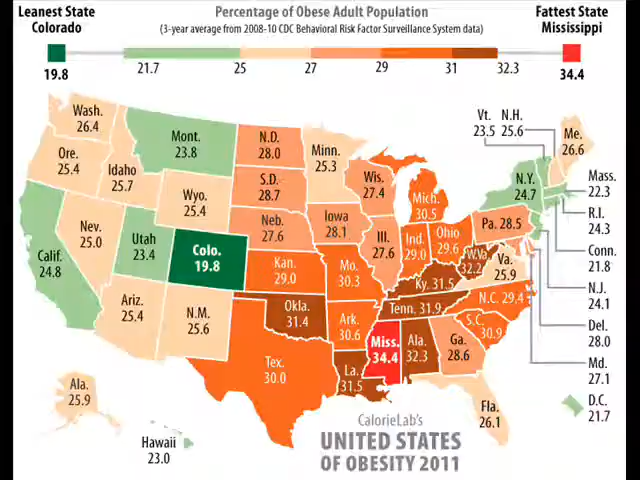 Leanest State
Colorado
19.8
Percentage of Obese Adult Population
(3-year average from 2008-10 CDC Behavioral Risk Factor Surveillance System data)
Fattest State
Mississippi
34.4
21.7 25 27 29 31 32.3
Wash.
26.4
Ore.
25.4
Idaho
25.7
Mont.
23.8
N.D.
28.0
S.D.
28.7
Minn.
25.3
Wis.
27.4
Mich.
30.5
Vt.
23.5
N.H.
25.6
Me.
26.6
N.Y.
24.7
Mass.
22.3
R.I.
24.3
Conn.
21.8
N.J.
24.1
Del.
28.0
Md.
27.1
D.C.
21.7
Wyo.
25.4
Neb.
27.6
Iowa
28.1
Ill.
27.6
Ind.
29.0
Ohio
29.6
Pa. 28.5
W.Va.
32.2
Va.
25.9
Calif.
24.8
Nev.
25.0
Utah
23.4
Colo.
19.8
Kan.
29.0
Mo.
30.3
Ky. 31.5
Tenn. 31.9
N.C. 29.4
S.C.
30.9
Ariz.
25.4
N.M.
25.6
Okla.
31.4
Ark.
30.6
Miss.
34.4
Ala.
32.3
Ga.
28.6
Tex.
30.0
La.
31.5
Fla.
26.1
Ala.
25.9
Hawaii
23.0
CalorieLab's
UNITED STATES
OF OBESITY 2011